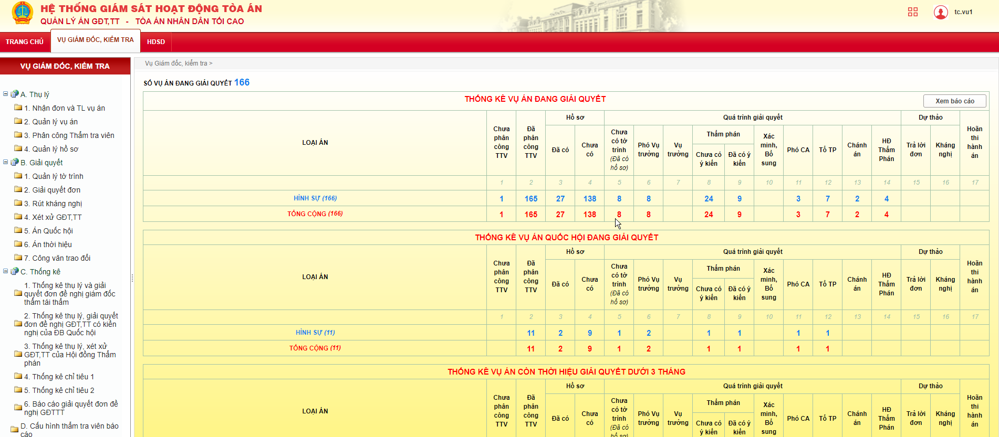 HỆ THỐNG GIÁM SÁT HOẠT ĐỘNG TÒA ÁN
QUẢN LÝ ÁN GĐT,TT - TÒA ÁN NHÂN DÂN TỐI CAO
tc.vu1
TRANG CHỦ
VỤ GIÁM ĐỐC, KIỂM TRA
HDSD
VỤ GIÁM ĐỐC, KIỂM TRA
A. Thụ lý
1. Nhận đơn và TL vụ án
2. Quản lý vụ án
3. Phân công Thẩm tra viên
4. Quản lý hồ sơ
B. Giải quyết
1. Quản lý tờ trình
2. Giải quyết đơn
3. Rút kháng nghị
4. Xét xử GĐT,TT
5. Án Quốc hội
6. Án thời hiệu
7. Công văn trao đổi
C. Thống kê
1. Thống kê thụ lý và giải
quyết đơn đề nghị giám đốc
thẩm tái thẩm
2. Thống kê thụ lý, giải quyết
đơn đề nghị GĐT,TT có kiến
nghị của ĐB Quốc hội
3. Thống kê thụ lý, xét xử
GĐT,TT của Hội đồng Thẩm
phán
4. Thống kê chỉ tiêu 1
5. Thống kê chỉ tiêu 2
6. Báo cáo giải quyết đơn đề
nghị GĐTTT
D. Cấu hình thẩm tra viên báo
cáo
Vụ Giám đốc, kiểm tra >
SỐ VỤ ÁN ĐANG GIẢI QUYẾT 166
THỐNG KÊ VỤ ÁN ĐANG GIẢI QUYẾT
Xem báo cáo
LOẠI ÁN
Chưa
phân
công
TTV
Đã
phân
công
TTV
Hồ sơ
Đã có
Chưa
có
Quá trình giải quyết
Chưa
có tờ
trình
(Đã có
hồ sơ)
Phó Vụ
trưởng
Vụ
trưởng
Thẩm phán
Chưa có
ý kiến
Đã có ý
kiến
Xác
minh,
Bổ
sung
Phó CA
Tổ TP
Chánh
án
HĐ
Thẩm
Phán
Dự thảo
Trả lời
đơn
Kháng
nghị
Hoãn
thi
hành
án
1 2 3 4 5 6 7 8 9 10 11 12 13 14 15 16 17
HÌNH SỰ (166) 1 165 27 138 8 8 24 9 3 7 2 4
TỔNG CỘNG (166) 1 165 27 138 8 8 24 9 3 7 2 4
THỐNG KÊ VỤ ÁN QUỐC HỘI ĐANG GIẢI QUYẾT
LOẠI ÁN
Chưa
phân
công
TTV
Đã
phân
công
TTV
Hồ sơ
Đã có
Chưa
có
Quá trình giải quyết
Chưa
có tờ
trình
(Đã có
hồ sơ)
Phó Vụ
trưởng
Vụ
trưởng
Thẩm phán
Chưa có
ý kiến
Đã có ý
kiến
Xác
minh,
Bổ
sung
Phó CA
Tổ TP
Chánh
án
HĐ
Thẩm
Phán
Dự thảo
Trả lời
đơn
Kháng
nghị
Hoãn
thi
hành
án
1 2 3 4 5 6 7 8 9 10 11 12 13 14 15 16 17
HÌNH SỰ (11) 11 2 9 1 2 1 1 1 1
TỔNG CỘNG (11) 11 2 9 1 2 1 1 1 1
THỐNG KÊ VỤ ÁN CÒN THỜI HIỆU GIẢI QUYẾT DƯỚI 3 THÁNG
LOẠI ÁN
Chưa
phân
công
TTV
Đã
phân
công
TTV
Hồ sơ
Đã có
Chưa
có
Quá trình giải quyết
Chưa
có tờ
trình
(Đã có
hồ sơ)
Phó Vụ
trưởng
Vụ
trưởng
Thẩm phán
Chưa có
ý kiến
Đã có ý
kiến
Xác
minh,
Bổ
sung
Phó CA
Tổ TP
Chánh
án
HĐ
Thẩm
Phán
Dự thảo
Trả lời
đơn
Kháng
nghị
Hoãn
thi
hành
án